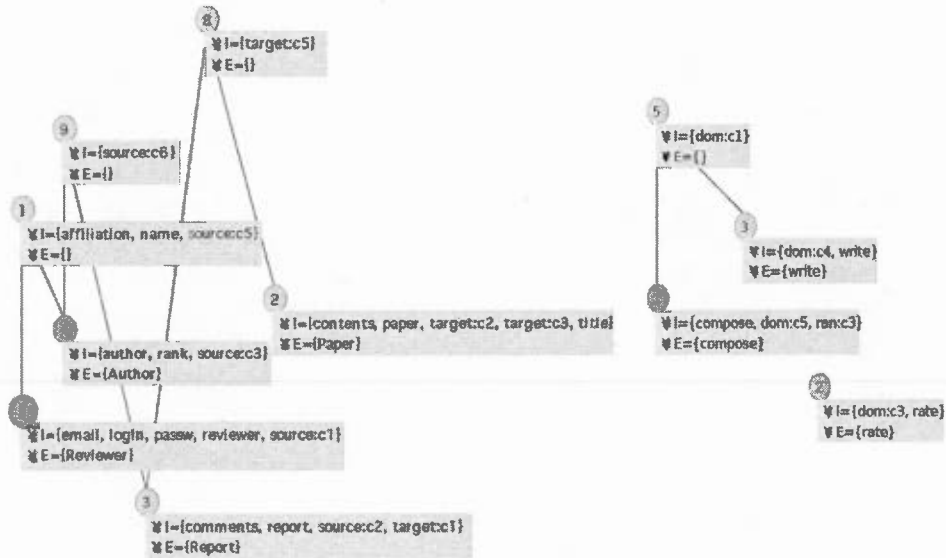 8
I={target:c5}
E={}
9
I={source:c6}
E={}
1
I={affiliation, name, source:c5}
E={}
2
I={contents, paper, target:c2, target:c3, title}
E={Paper}
I={author, rank, source:c3}
E={Author}
I={email, login, passw, reviewer, source:c1}
E={Reviewer}
3
I={comments, report, source:c2, target:c1}
E={Report}
5
I={dom:c1}
E={}
3
I={dom:c4, write}
E={write}
I={compose, dom:c5, ran:c3}
E={compose}
2
I={dom:c3, rate}
E={rate}